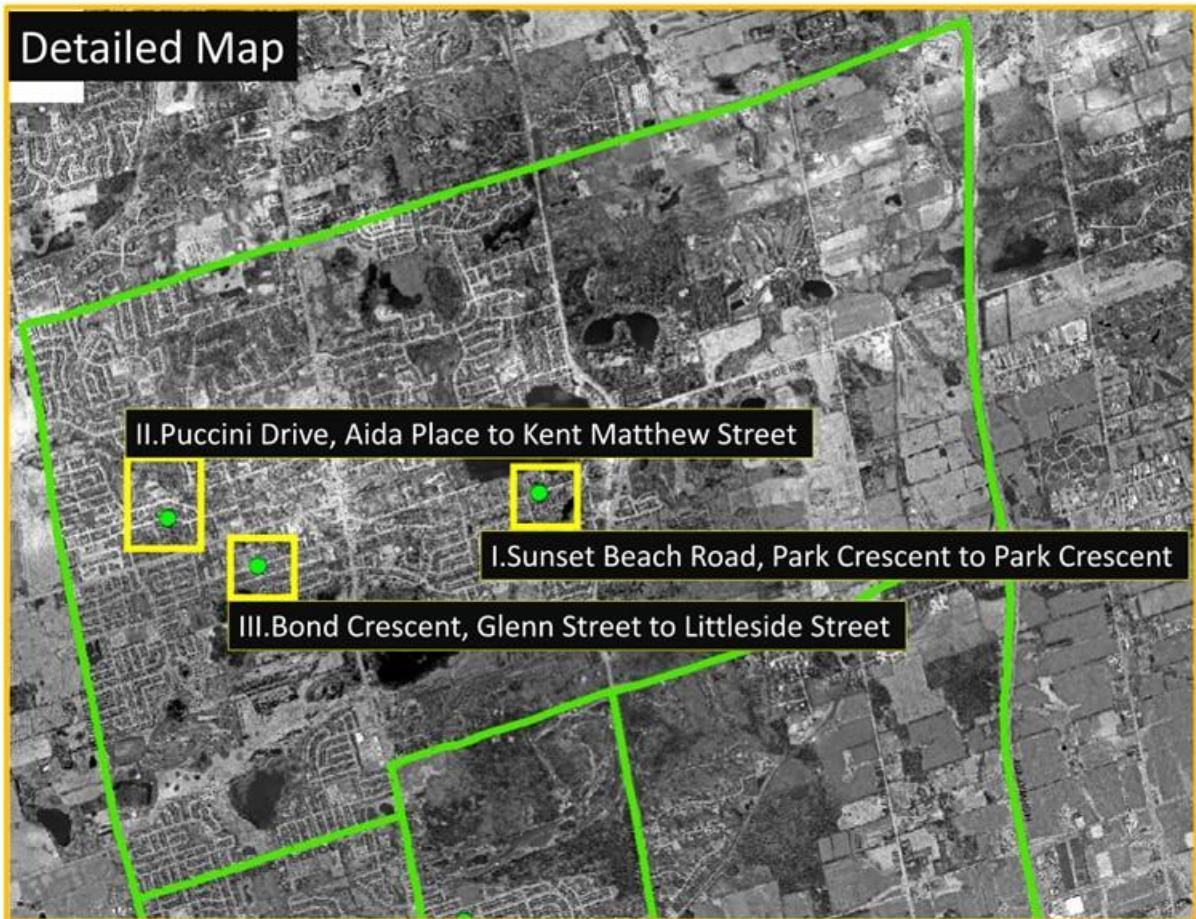 Detailed Map
II.Puccini Drive, Aida Place to Kent Matthew Street
I.Sunset Beach Road, Park Crescent to Park Crescent
III.Bond Crescent, Glenn Street to Littleside Street